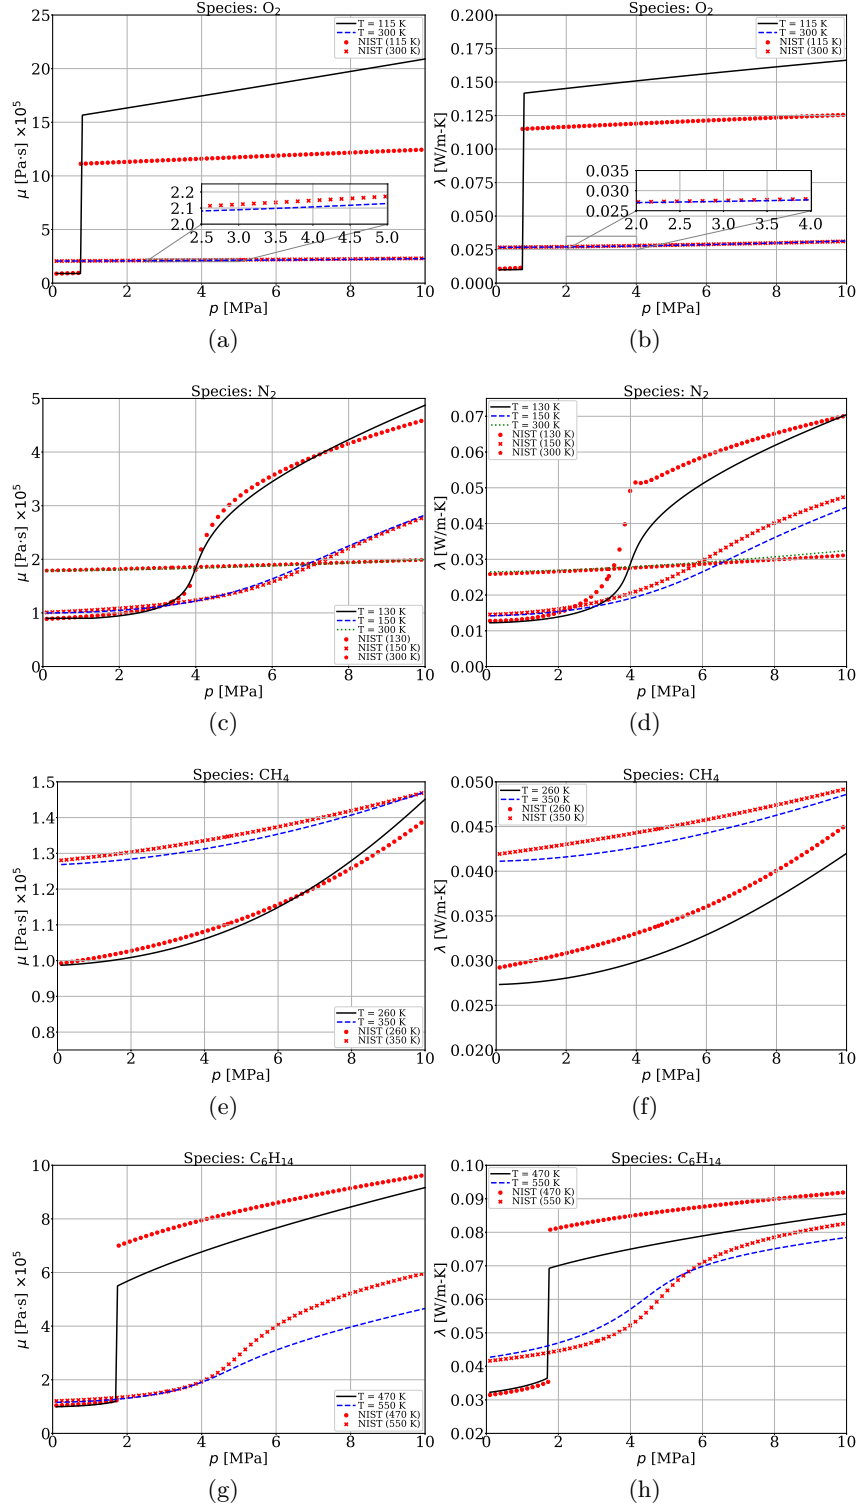 Species: O2
25
20
15
10
5
0
μ [Pa·s] ×10^5
T = 115 K
T = 300 K
NIST (115 K)
NIST (300 K)
2.2
2.1
2.0
2.5 3.0 3.5 4.0 4.5 5.0
0 2 4 6 8 10
p [MPa]
(a)
Species: O2
0.200
0.175
0.150
0.125
0.100
0.075
0.050
0.025
0.000
λ [W/m-K]
T = 115 K
T = 300 K
NIST (115 K)
NIST (300 K)
0.035
0.030
0.025
2.0 2.5 3.0 3.5 4.0
0 2 4 6 8 10
p [MPa]
(b)
Species: N2
5
4
3
2
1
0
μ [Pa·s] ×10^5
T = 130 K
T = 150 K
T = 300 K
NIST (130)
NIST (150 K)
NIST (300 K)
0 2 4 6 8 10
p [MPa]
(c)
Species: N2
0.07
0.06
0.05
0.04
0.03
0.02
0.01
0.00
λ [W/m-K]
T = 130 K
T = 150 K
T = 300 K
NIST (130 K)
NIST (150 K)
NIST (300 K)
0 2 4 6 8 10
p [MPa]
(d)
Species: CH4
1.5
1.4
1.3
1.2
1.1
1.0
0.9
0.8
μ [Pa·s] ×10^5
T = 260 K
T = 350 K
NIST (260 K)
NIST (350 K)
0 2 4 6 8 10
p [MPa]
(e)
Species: CH4
0.050
0.045
0.040
0.035
0.030
0.025
0.020
λ [W/m-K]
T = 260 K
T = 350 K
NIST (260 K)
NIST (350 K)
0 2 4 6 8 10
p [MPa]
(f)
Species: C6H14
10
8
6
4
2
0
μ [Pa·s] ×10^5
T = 470 K
T = 550 K
NIST (470 K)
NIST (550 K)
0 2 4 6 8 10
p [MPa]
(g)
Species: C6H14
0.10
0.09
0.08
0.07
0.06
0.05
0.04
0.03
0.02
λ [W/m-K]
T = 470 K
T = 550 K
NIST (470 K)
NIST (550 K)
0 2 4 6 8 10
p [MPa]
(h)